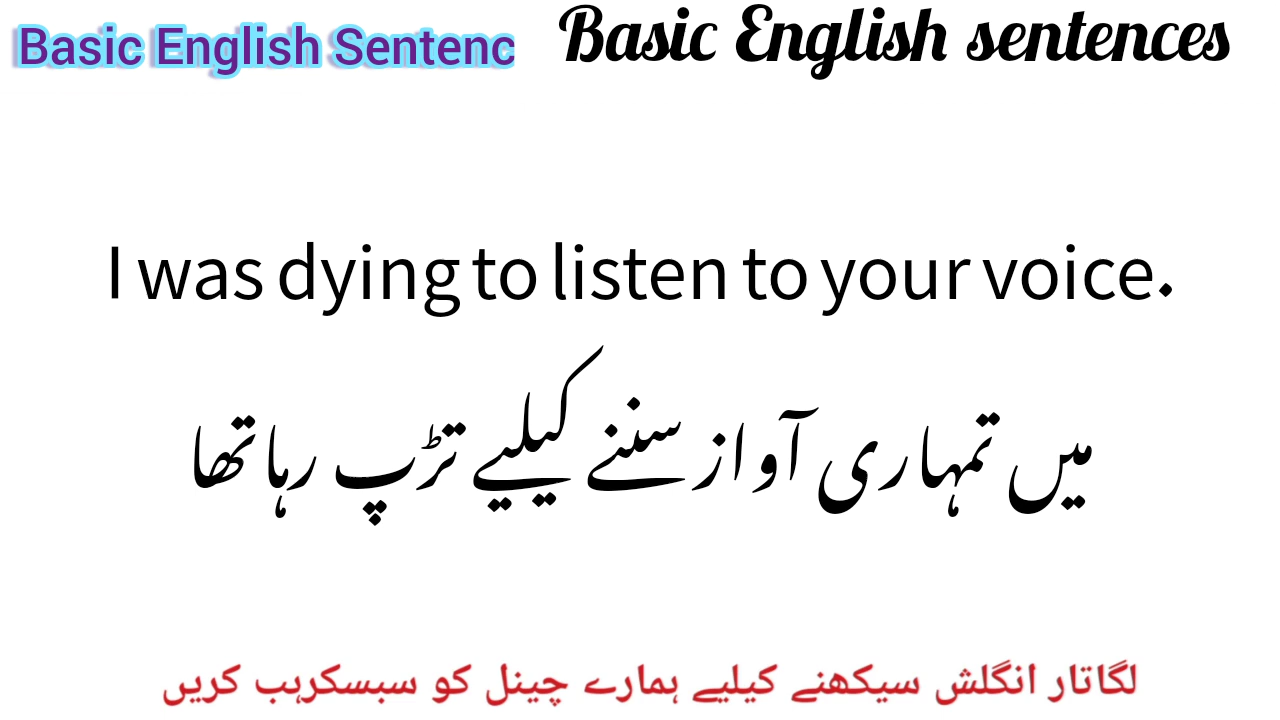 Basic English Sentenc
Basic English sentences
I was dying to listen to your voice.
میں تمہاری آواز سننے کیلیے تڑپ رہا تھا
لگاتار انگلش سیکھنے کیلیے ہمارے چینل کو سبسکرہب کریں